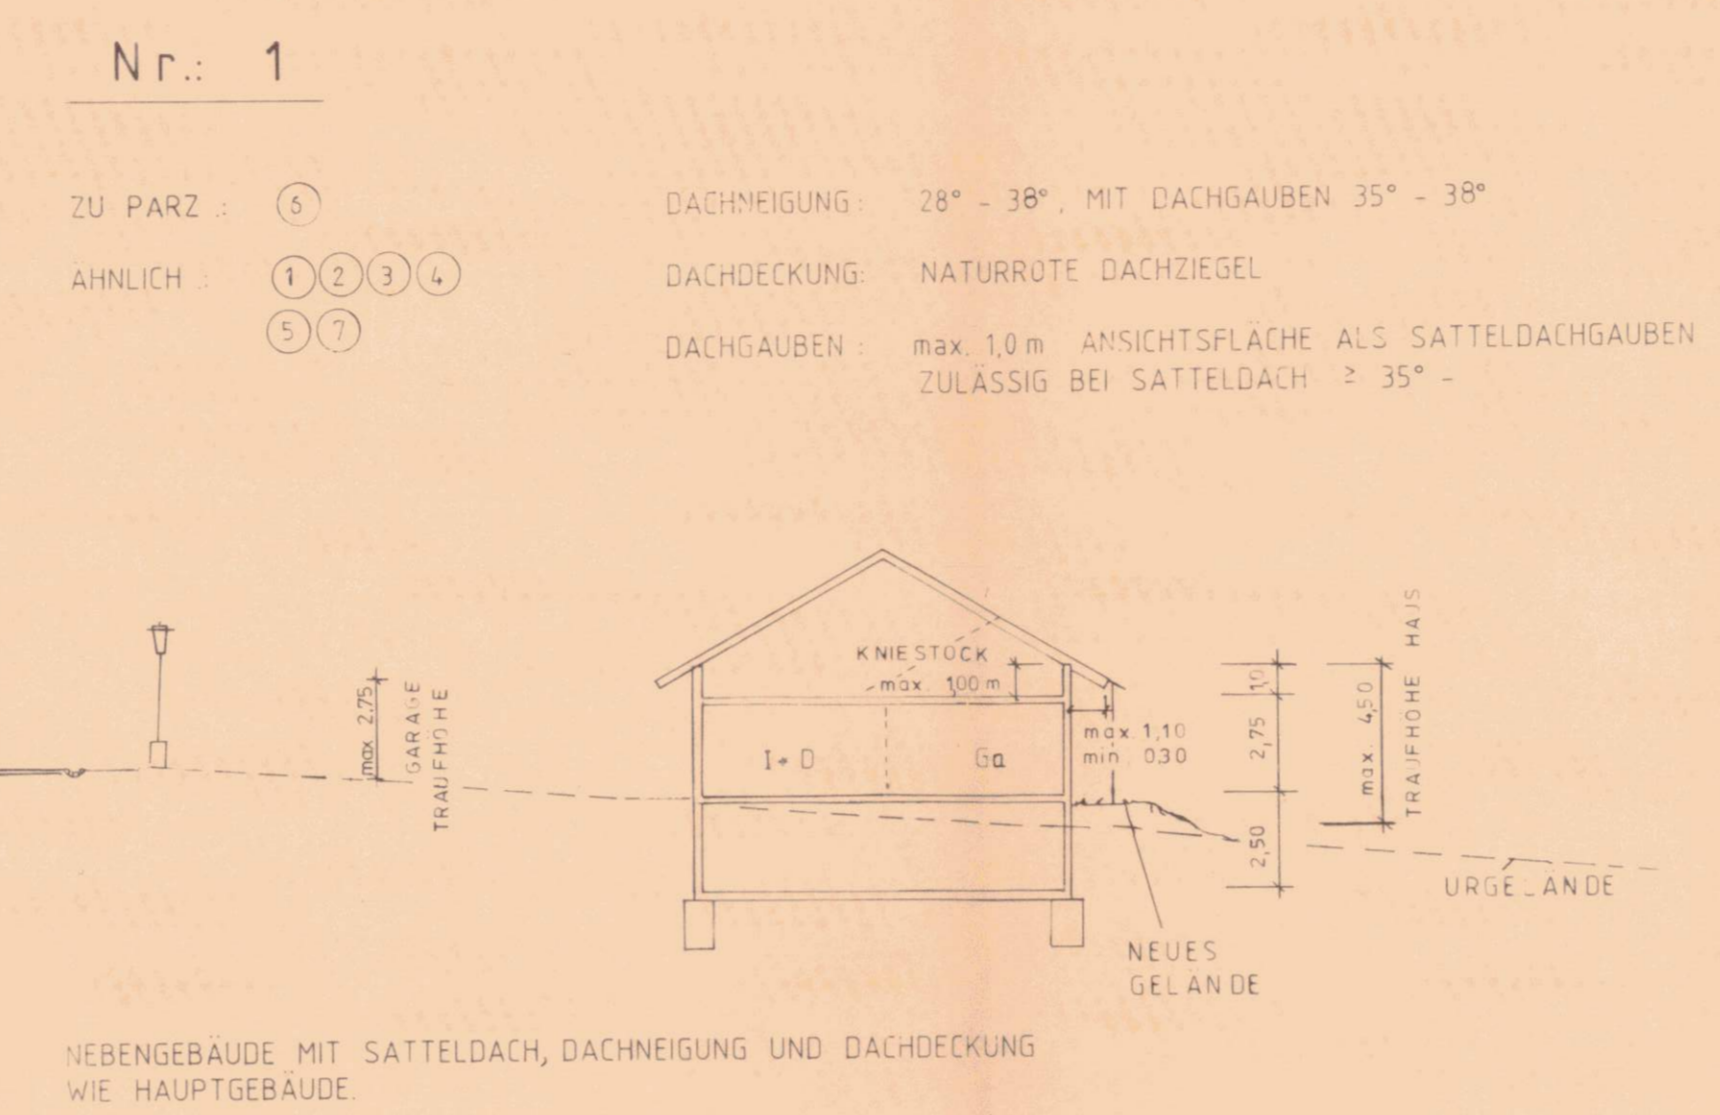 Nr.: 1
ZU PARZ.: 6
ÄHNLICH.: 1 2 3 4
5 7
DACHNEIGUNG: 28° - 38°, MIT DACHGAUBEN 35° - 38°
DACHDECKUNG: NATURROTE DACHZIEGEL
DACHGAUBEN: max. 1,0 m ANSICHTSFLÄCHE ALS SATTELDACHGAUBEN
ZULÄSSIG BEI SATTELDACH ≥ 35° -
max 2,75
GARAGE
TRAUFHÖHE
KNIESTOCK
max. 1,00 m
I+D
Ga
max. 1,10
min. 0,30
1,0
2,75
2,50
max. 4,50
TRAUFHÖHE HAUS
URGELÄNDE
NEUES
GELÄNDE
NEBENGEBÄUDE MIT SATTELDACH, DACHNEIGUNG UND DACHDECKUNG
WIE HAUPTGEBÄUDE.